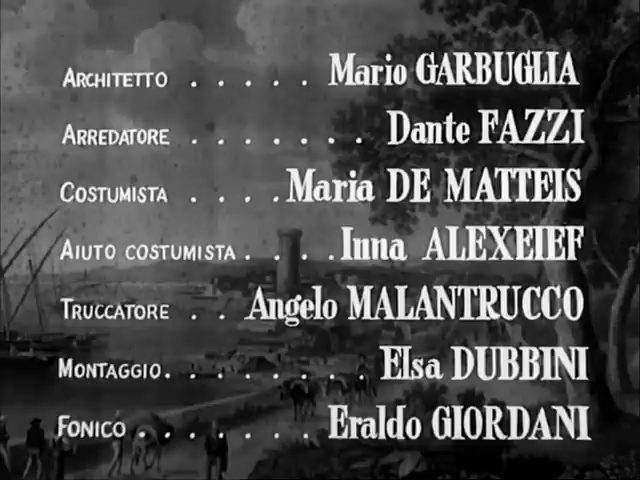 ARCHITETTO . . . . . Mario GARBUGLIA
ARREDATORE . . . . . . . Dante FAZZI
COSTUMISTA . . . . Maria DE MATTEIS
AIUTO COSTUMISTA . . . . Inna ALEXEIEF
TRUCCATORE . . Angelo MALANTRUCCO
MONTAGGIO . . . . . . . . Elsa DUBBINI
FONICO . . . . . . . Eraldo GIORDANI